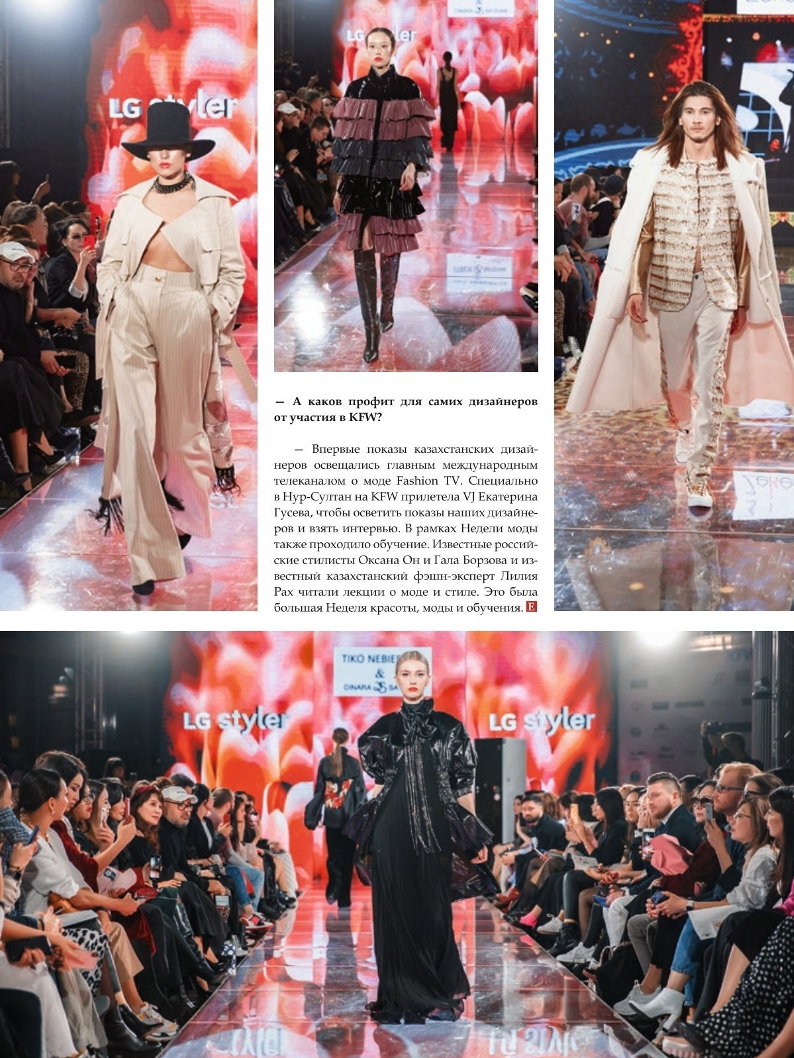 LG styler
LG
— А каков профит для самих дизайнеров
от участия в KFW?
— Впервые показы казахстанских дизай-
неров освещались главным международным
телеканалом о моде Fashion TV. Специально
в Нур-Султан на KFW прилетела VJ Екатерина
Гусева, чтобы осветить показы наших дизайне-
ров и взять интервью. В рамках Недели моды
также проходило обучение. Известные россий-
ские стилисты Оксана Он и Гала Борзова и из-
вестный казахстанский фэшн-эксперт Лилия
Рах читали лекции о моде и стиле. Это была
большая Неделя красоты, моды и обучения. E
TIKO NEBIE
&
DINARA
LG styler
LG styler